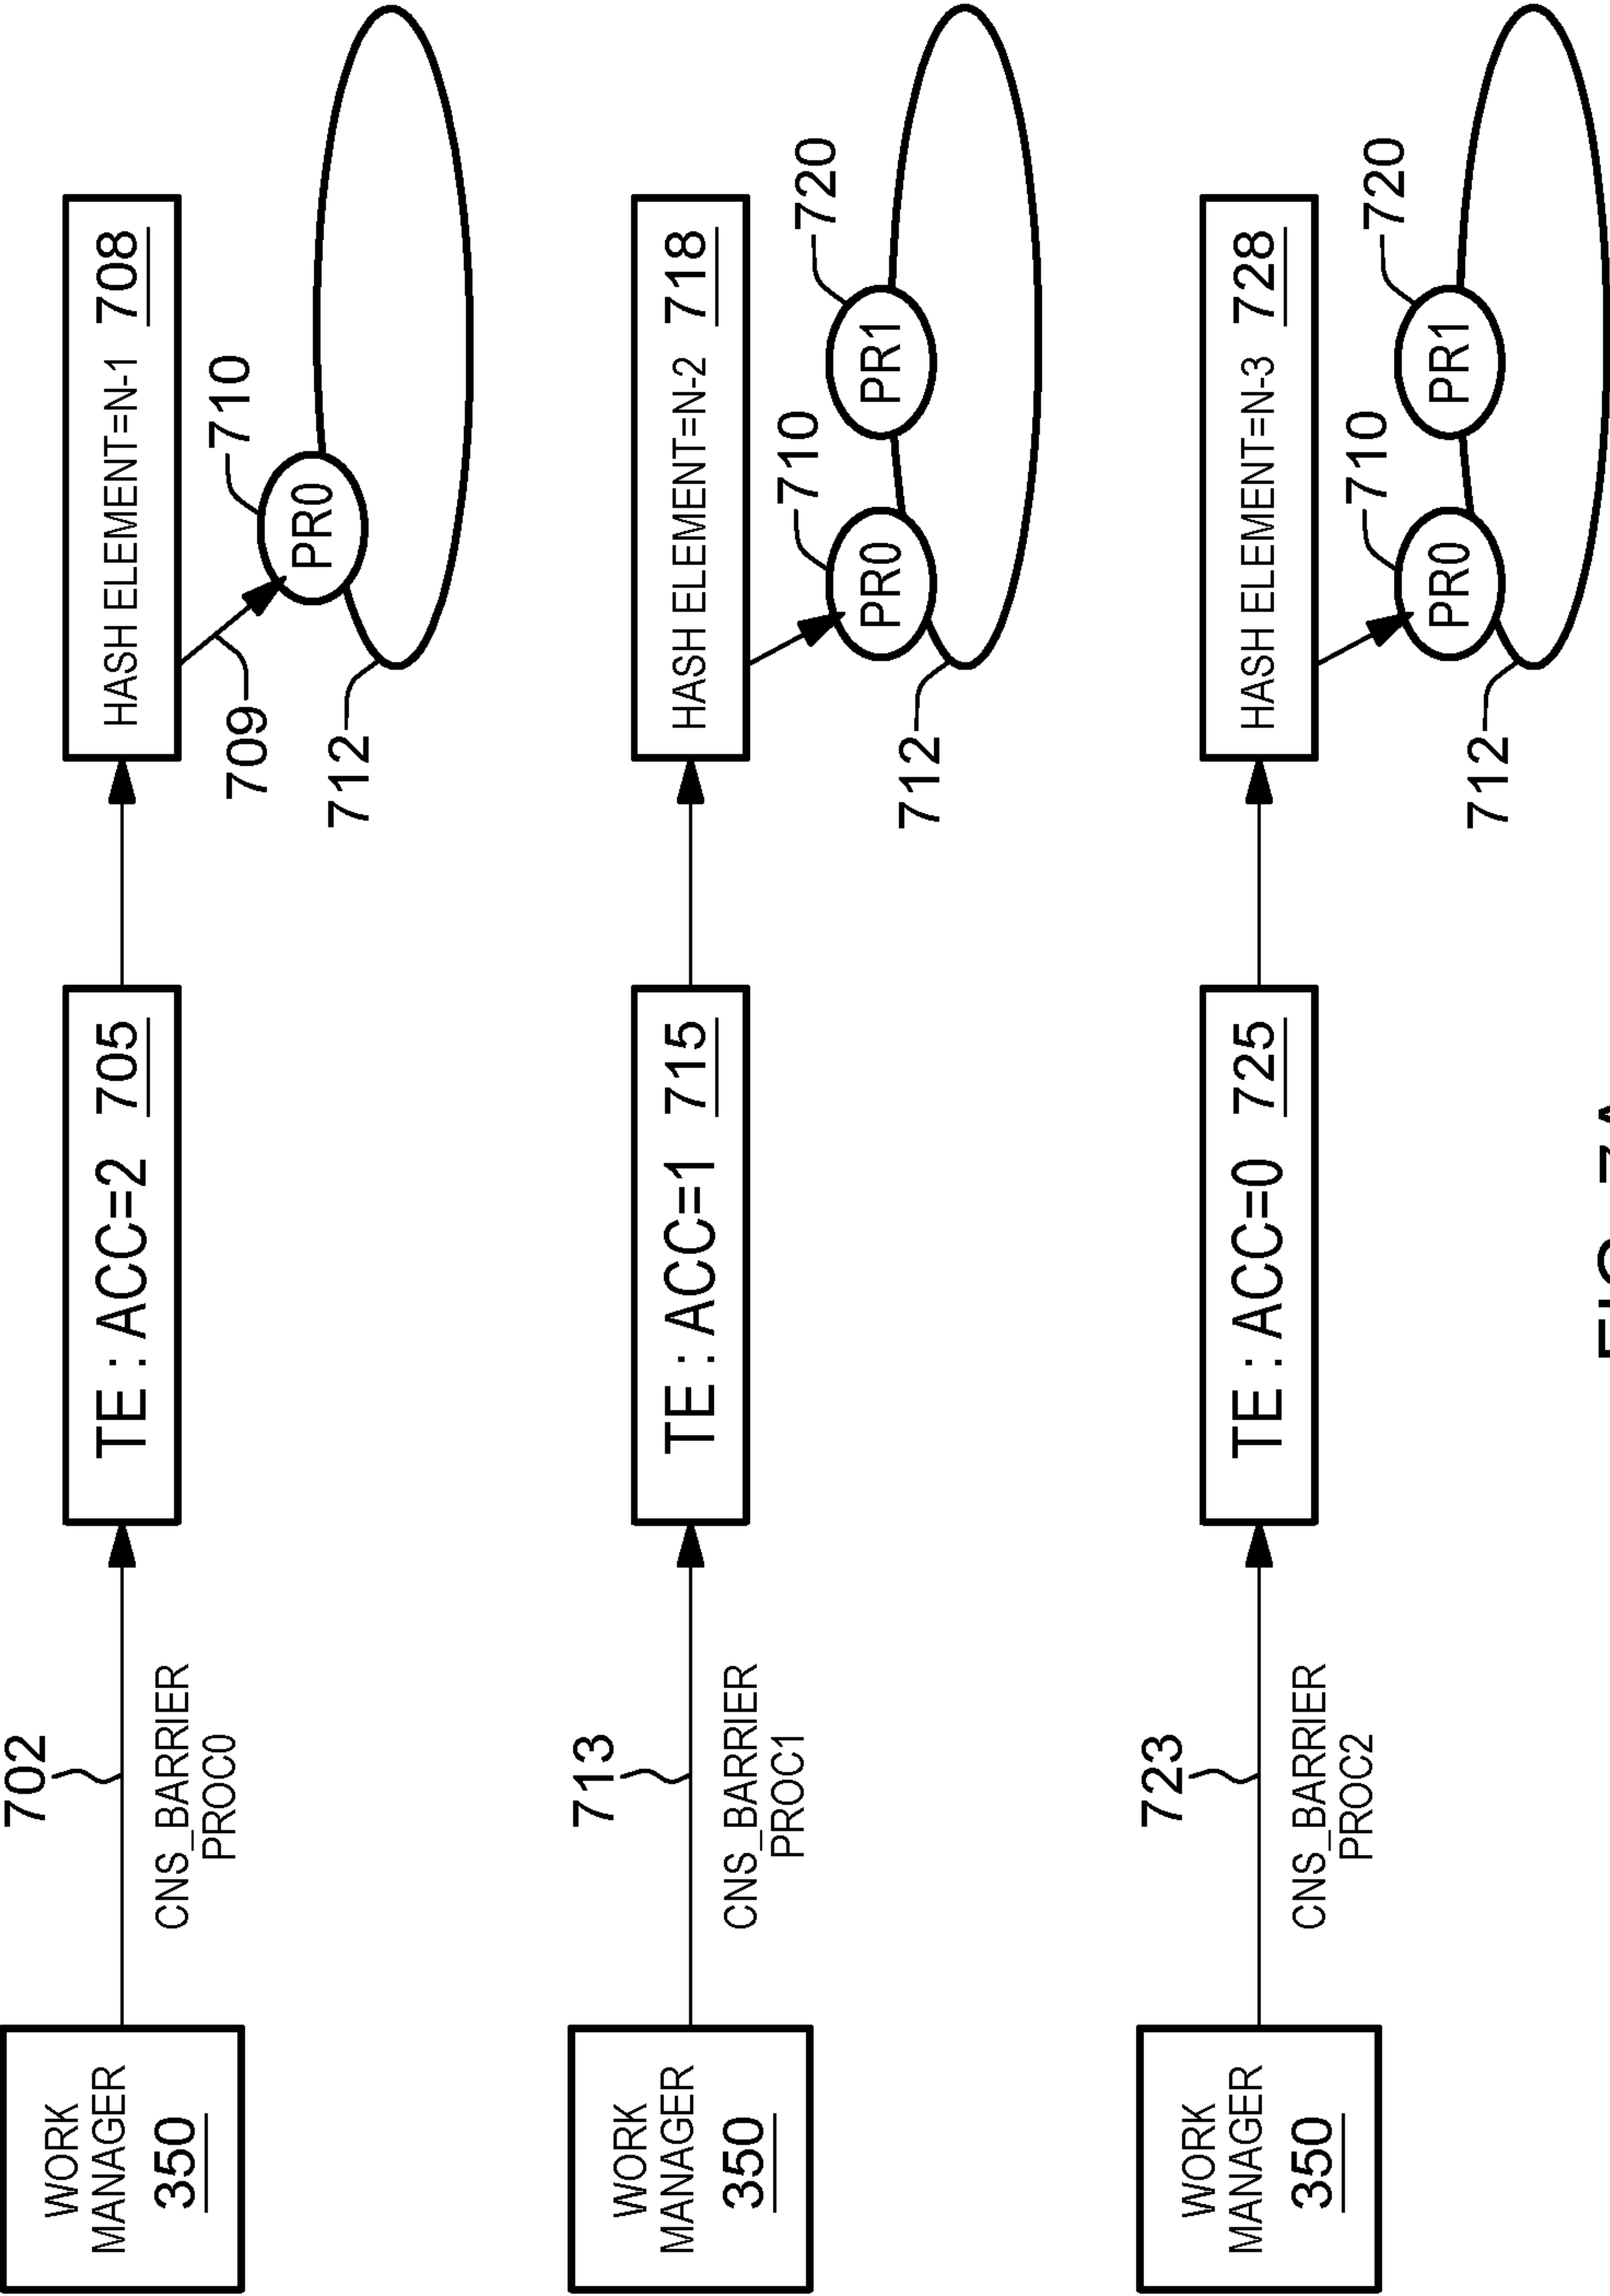 702
WORK
MANAGER
350
CNS_BARRIER
PROC0
TE : ACC=2 705
HASH ELEMENT=N-1 708
709
710
PR0
712
713
WORK
MANAGER
350
CNS_BARRIER
PROC1
TE : ACC=1 715
HASH ELEMENT=N-2 718
710
720
PR0
PR1
712
723
WORK
MANAGER
350
CNS_BARRIER
PROC2
TE : ACC=0 725
HASH ELEMENT=N-3 728
710
720
PR0
PR1
712